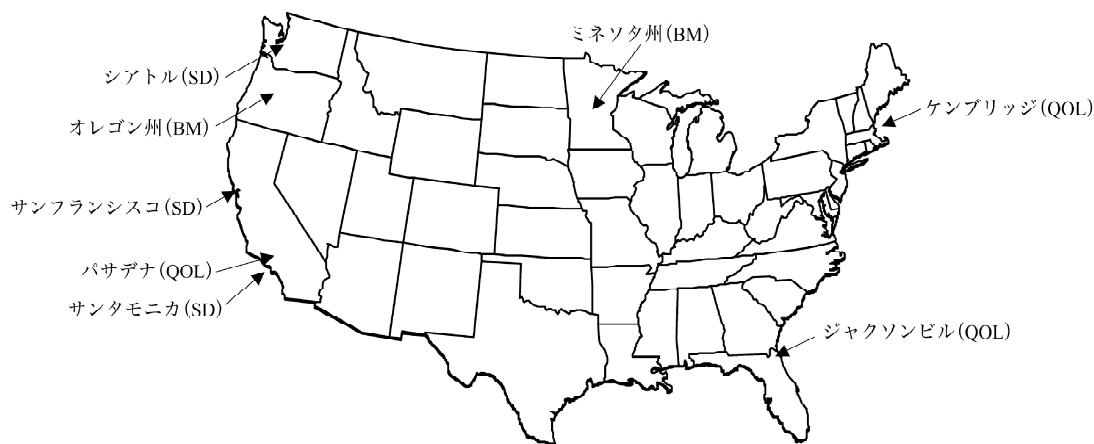 ミネソタ州(BM)
シアトル(SD)
ケンブリッジ(QOL)
オレゴン州(BM)
サンフランシスコ(SD)
パサデナ(QOL)
サンタモニカ(SD)
ジャクソンビル(QOL)